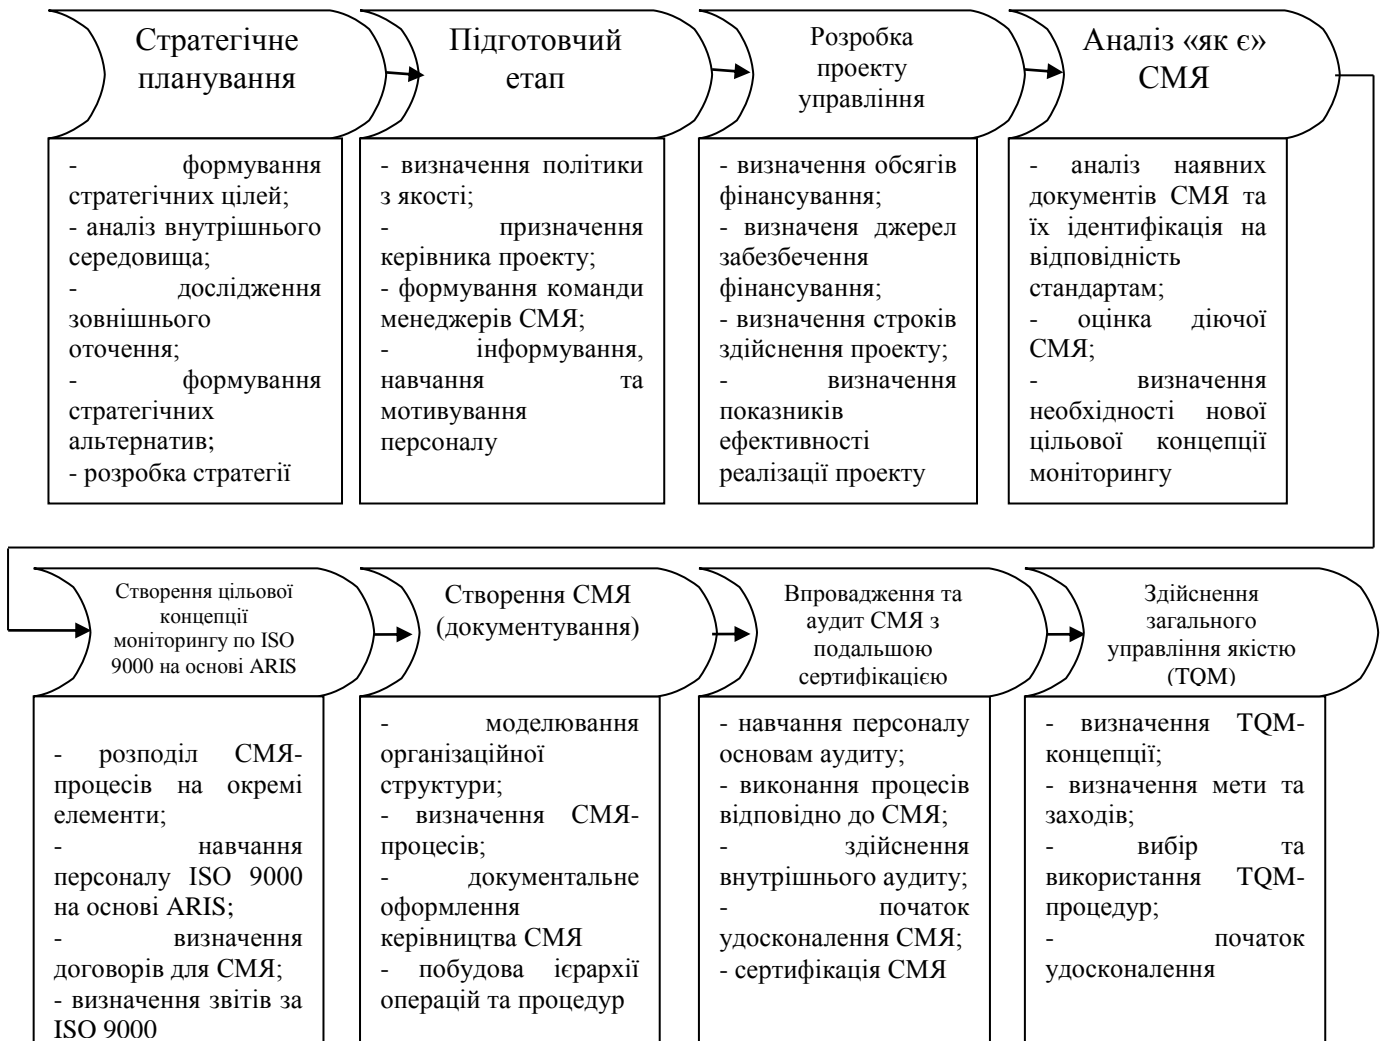 Стратегічне
планування
Підготовчий
етап
Розробка
проекту
управління
Аналіз «як є»
СМЯ
- формування
стратегічних цілей;
- аналіз внутрішнього
середовища;
- дослідження
зовнішнього
оточення;
- формування
стратегічних
альтернатив;
- розробка стратегії
- визначення політики
з якості;
- призначення
керівника проекту;
- формування команди
менеджерів СМЯ;
- інформування,
навчання та
мотивування
персоналу
- визначення обсягів
фінансування;
- визначеня джерел
забезбечення
фінансування;
- визначення строків
здійснення проекту;
- визначення
показників
ефективності
реалізації проекту
- аналіз наявних
документів СМЯ та
їх ідентифікація на
відповідність
стандартам;
- оцінка діючої
СМЯ;
- визначення
необхідності нової
цільової концепції
моніторингу
Створення цільової
концепції
моніторингу по ISO
9000 на основі ARIS
Створення СМЯ
(документування)
Впровадження та
аудит СМЯ з
подальшою
сертифікацією
Здійснення
загального
управління якістю
(TQM)
- розподіл СМЯ-
процесів на окремі
елементи;
- навчання
персоналу ISO 9000
на основі ARIS;
- визначення
договорів для СМЯ;
- визначення звітів за
ISO 9000
- моделювання
організаційної
структури;
- визначення СМЯ-
процесів;
- документальне
оформлення
керівництва СМЯ
- побудова ієрархії
операцій та процедур
- навчання персоналу
основам аудиту;
- виконання процесів
відповідно до СМЯ;
- здійснення
внутрішнього аудиту;
- початок
удосконалення СМЯ;
- сертифікація СМЯ
- визначення TQM-
концепції;
- визначення мети та
заходів;
- вибір та
використання TQM-
процедур;
- початок
удосконалення